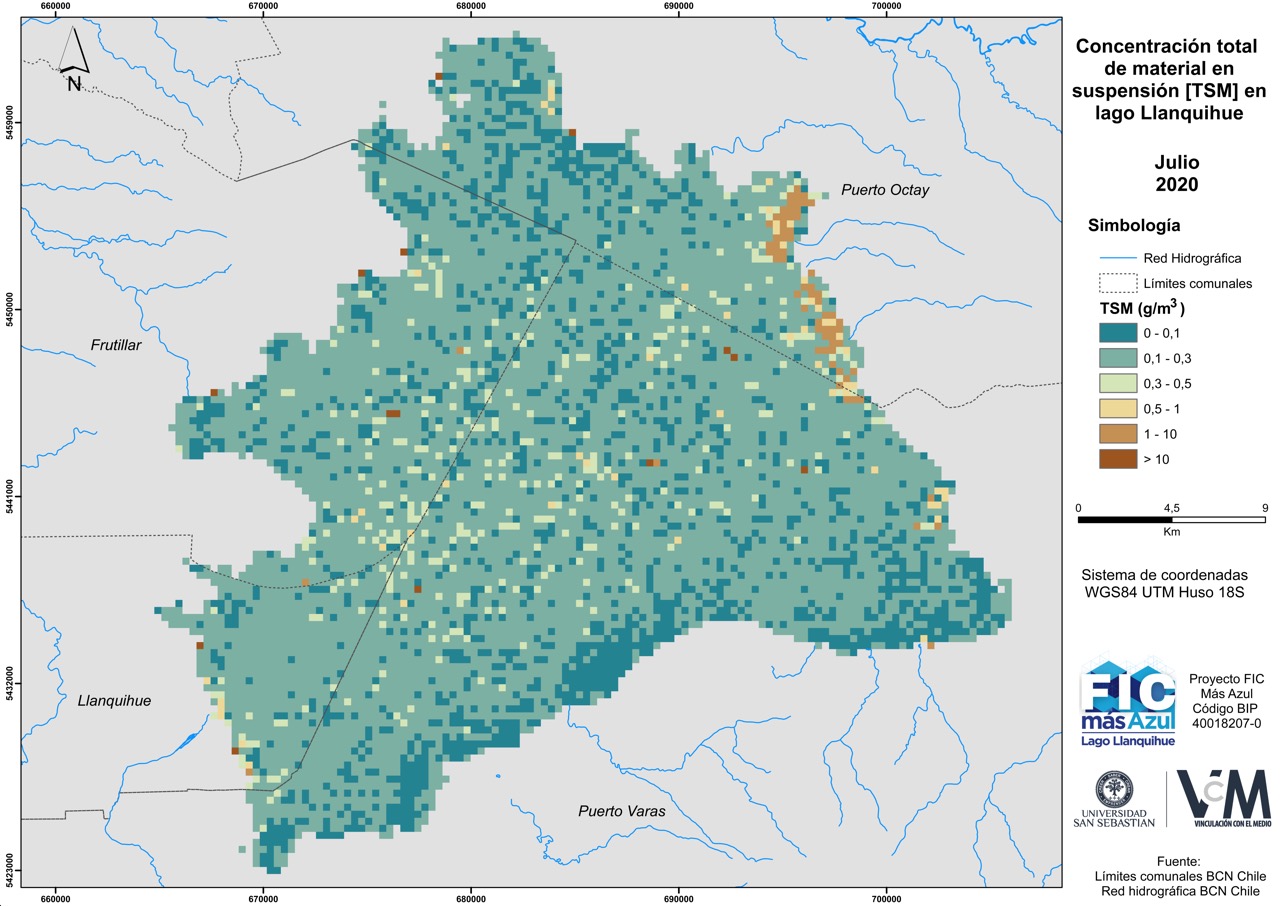 660000
670000
680000
690000
700000
Concentración total
de material en
suspensión [TSM] en
lago Llanquihue
Julio
2020
N
5459000
5450000
5441000
5432000
5423000
Puerto Octay
Frutillar
Llanquihue
Puerto Varas
Simbología
Red Hidrográfica
Límites comunales
TSM (g/m³)
0 - 0,1
0,1 - 0,3
0,3 - 0,5
0,5 - 1
1 - 10
> 10
0 4,5 9
Km
Sistema de coordenadas
WGS84 UTM Huso 18S
FIC
más Azul
Lago Llanquihue
Proyecto FIC
Más Azul
Código BIP
40018207-0
UNIVERSIDAD
SAN SEBASTIAN
VcM
VINCULACIÓN CON EL MEDIO
Fuente:
Límites comunales BCN Chile
Red hidrográfica BCN Chile
660000
670000
680000
690000
700000